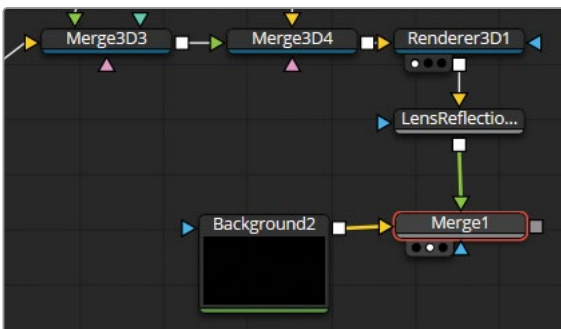 Merge3D3
Merge3D4
Renderer3D1
LensReflectio...
Background2
Merge1